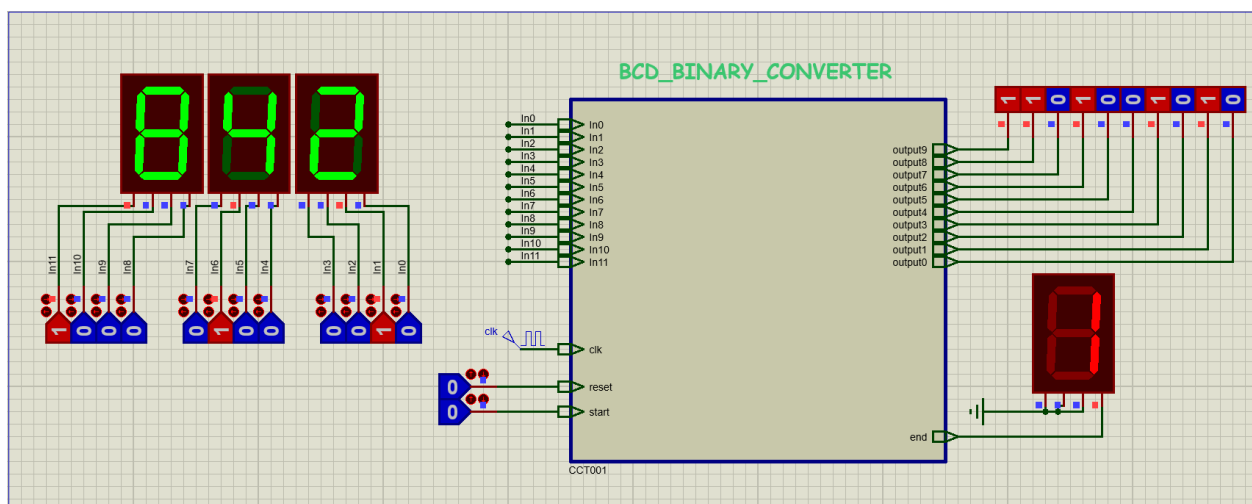 BCD_BINARY_CONVERTER
8 4 2
1 1 0 1 0 0 1 0 1 0
In0 In0
In1 In1
In2 In2
In3 In3
In4 In4
In5 In5
In6 In6
In7 In7
In8 In8
In9 In9
In10 In10
In11 In11
output9
output8
output7
output6
output5
output4
output3
output2
output1
output0
In11 In10 In9 In8 In7 In6 In5 In4 In3 In2 In1 In0
1 0 0 0 0 1 0 0 0 0 1 0
clk clk
0 reset
0 start
1
end
CCT001